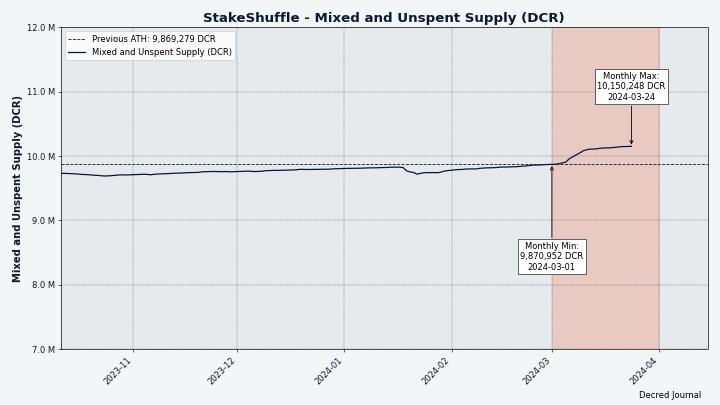 StakeShuffle - Mixed and Unspent Supply (DCR)
Previous ATH: 9,869,279 DCR
Mixed and Unspent Supply (DCR)
Mixed and Unspent Supply (DCR)
12.0 M
11.0 M
10.0 M
9.0 M
8.0 M
7.0 M
Monthly Max:
10,150,248 DCR
2024-03-24
Monthly Min:
9,870,952 DCR
2024-03-01
2023-11
2023-12
2024-01
2024-02
2024-03
2024-04
Decred Journal